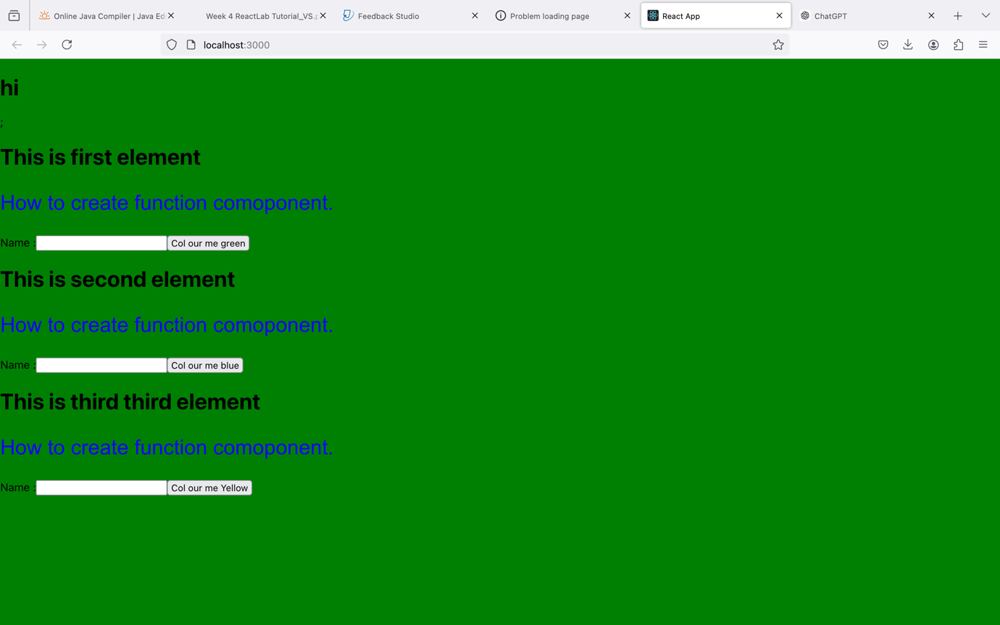 Online Java Compiler | Java Ed
Week 4 ReactLab Tutorial_VS.p
Feedback Studio
Problem loading page
React App
ChatGPT
localhost:3000
hi
;
This is first element
How to create function comoponent.
Name : Col our me green
This is second element
How to create function comoponent.
Name : Col our me blue
This is third third element
How to create function comoponent.
Name : Col our me Yellow